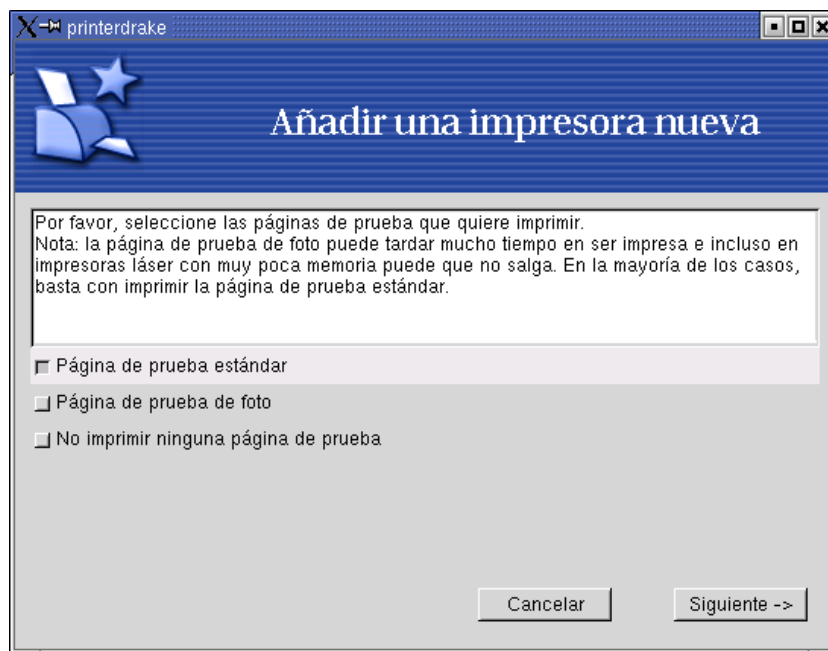 printerdrake
Añadir una impresora nueva
Por favor, seleccione las páginas de prueba que quiere imprimir.
Nota: la página de prueba de foto puede tardar mucho tiempo en ser impresa e incluso en
impresoras láser con muy poca memoria puede que no salga. En la mayoría de los casos,
basta con imprimir la página de prueba estándar.
Página de prueba estándar
Página de prueba de foto
No imprimir ninguna página de prueba
Cancelar
Siguiente ->